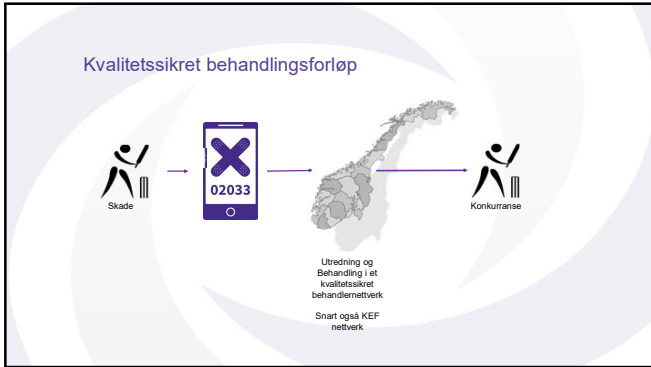 Kvalitetssikret behandlingsforløp
Skade
02033
Utredning og
Behandling i et
kvalitetssikret
behandlernettverk
Snart også KEF
nettverk
Konkurranse